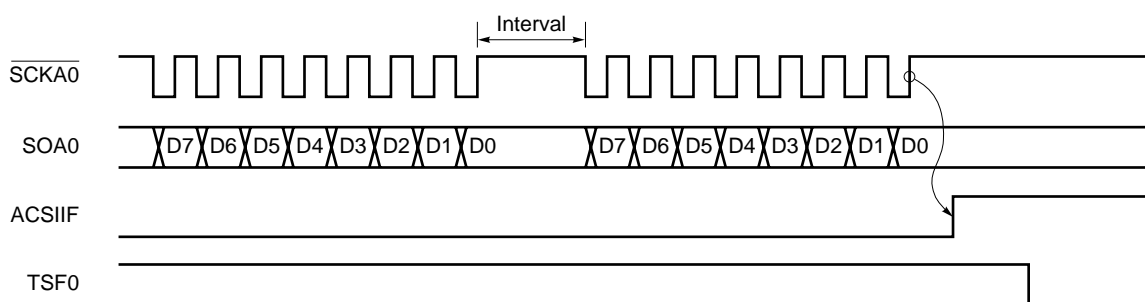 Interval
SCKA0
SOA0 D7 D6 D5 D4 D3 D2 D1 D0 D7 D6 D5 D4 D3 D2 D1 D0
ACSIIF
TSF0